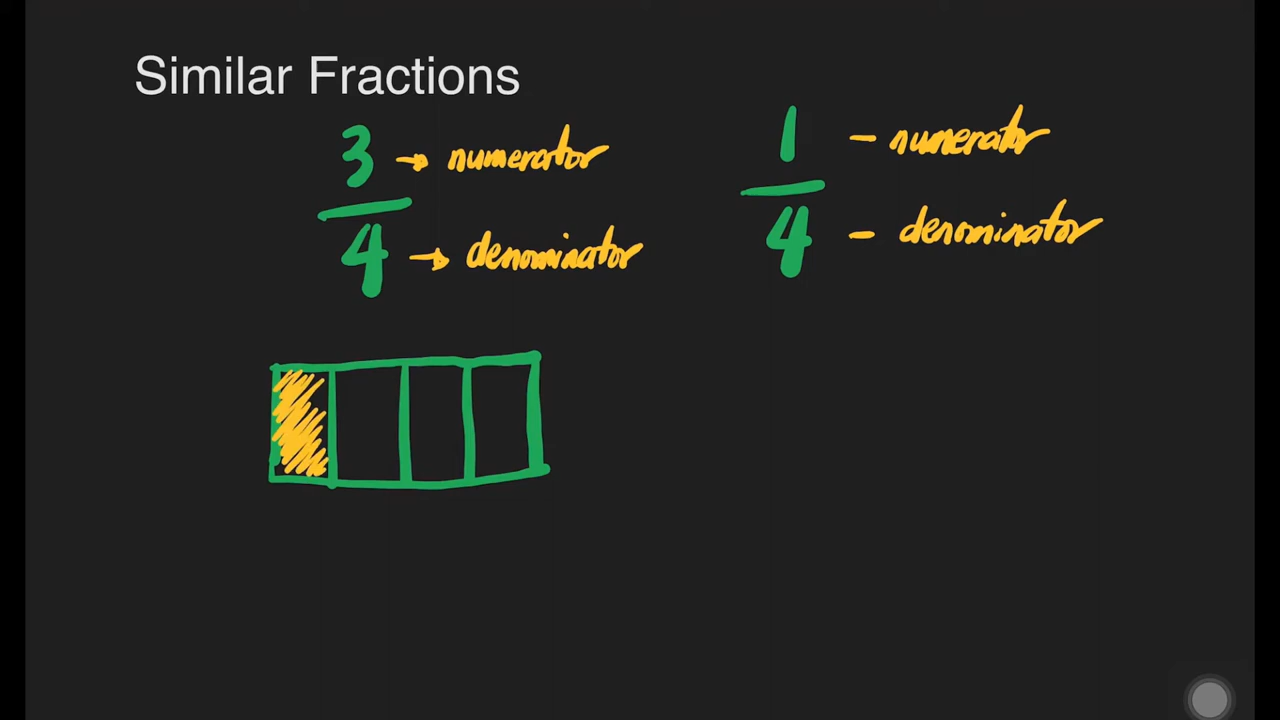 Similar Fractions
3 → numerator
4 → denominator
1 - numerator
4 - denominator